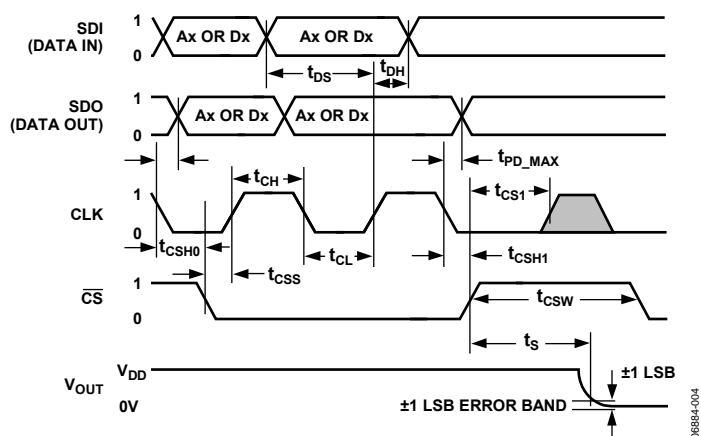 SDI
(DATA IN)
1
0
Ax OR Dx
Ax OR Dx
tDS
tDH
SDO
(DATA OUT)
1
0
Ax OR Dx
Ax OR Dx
tPD_MAX
tCH
tCS1
CLK
1
0
tCSH0
tCSS
tCL
tCSH1
CS
1
0
tCSW
tS
VOUT
VDD
0V
±1 LSB
±1 LSB ERROR BAND
06884-004